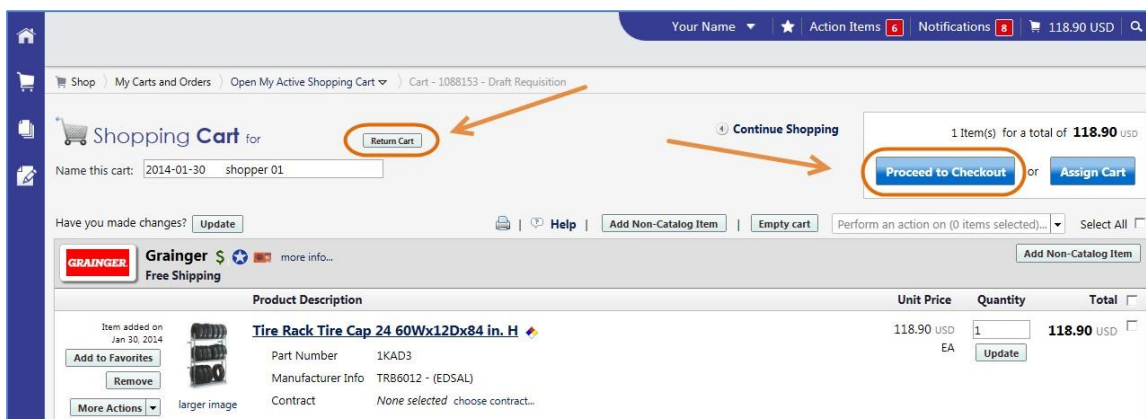 Your Name Action Items 6 Notifications 8 118.90 USD
Shop My Carts and Orders Open My Active Shopping Cart Cart - 1088153 - Draft Requisition
Shopping Cart for Return Cart
Continue Shopping
1 Item(s) for a total of 118.90 USD
Name this cart: 2014-01-30 shopper 01
Proceed to Checkout or Assign Cart
Have you made changes? Update
| ? Help | Add Non-Catalog Item | Empty cart Perform an action on (0 items selected)... Select All
GRAINGER Grainger $ more info...
Add Non-Catalog Item
Free Shipping
Product Description Unit Price Quantity Total
Item added on
Jan 30, 2014
Add to Favorites
Remove
More Actions
larger image
Tire Rack Tire Cap 24 60Wx12Dx84 in. H
Part Number 1KAD3
Manufacturer Info TRB6012 - (EDSAL)
Contract None selected choose contract...
118.90 USD 1 118.90 USD
EA Update